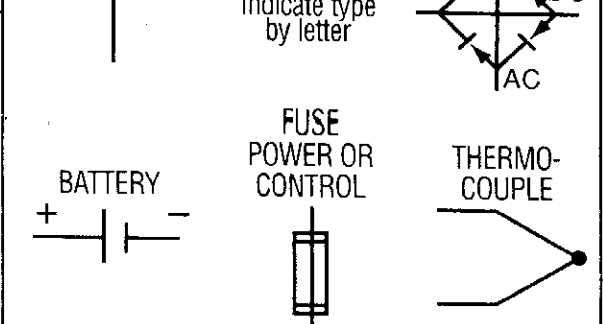 indicate type
by letter
AC
FUSE
POWER OR
CONTROL
BATTERY
+ −
THERMO-
COUPLE